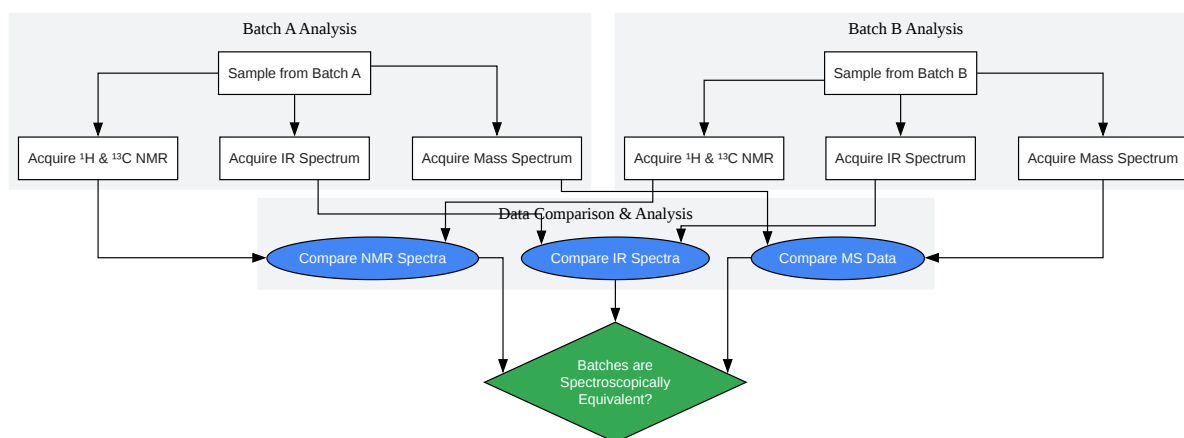 Batch A Analysis
Batch B Analysis
Sample from Batch A
Sample from Batch B
Acquire ¹H & ¹³C NMR
Acquire IR Spectrum
Acquire Mass Spectrum
Acquire ¹H & ¹³C NMR
Acquire IR Spectrum
Acquire Mass Spectrum
Data Comparison & Analysis
Compare NMR Spectra
Compare IR Spectra
Compare MS Data
Batches are
Spectroscopically
Equivalent?